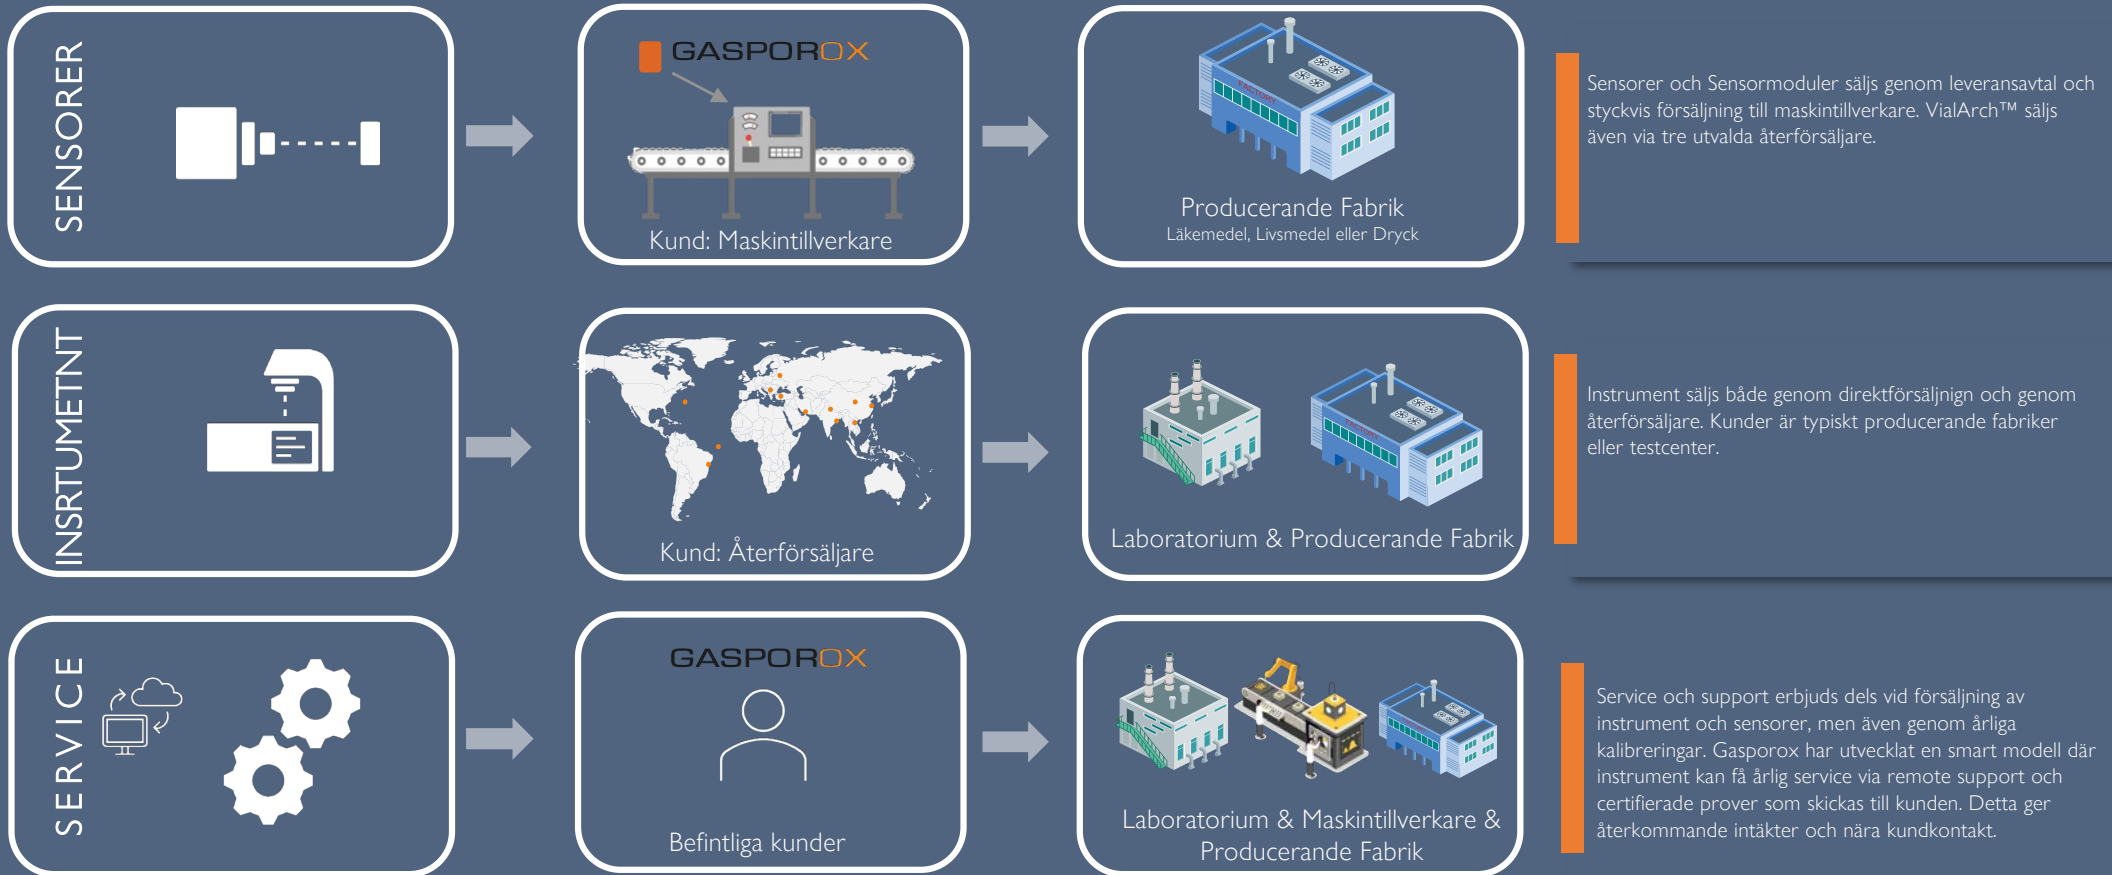 SENSORER
GASPOROX
Kund: Maskintillverkare
FACTORY
Producerande Fabrik
Läkemedel, Livsmedel eller Dryck
Sensorer och Sensormoduler säljs genom leveransavtal och
styckvis försäljning till maskintillverkare. VialArch™ säljs
även via tre utvalda återförsäljare.
INSRTUMETNT
Kund: Återförsäljare
FACTORY
Laboratorium & Producerande Fabrik
Instrument säljs både genom direktförsäljnign och genom
återförsäljare. Kunder är typiskt producerande fabriker
eller testcenter.
SERVICE
GASPOROX
Befintliga kunder
Laboratorium & Maskintillverkare &
Producerande Fabrik
Service och support erbjuds dels vid försäljning av
instrument och sensorer, men även genom årliga
kalibreringar. Gasporox har utvecklat en smart modell där
instrument kan få årlig service via remote support och
certifierade prover som skickas till kunden. Detta ger
återkommande intäkter och nära kundkontakt.